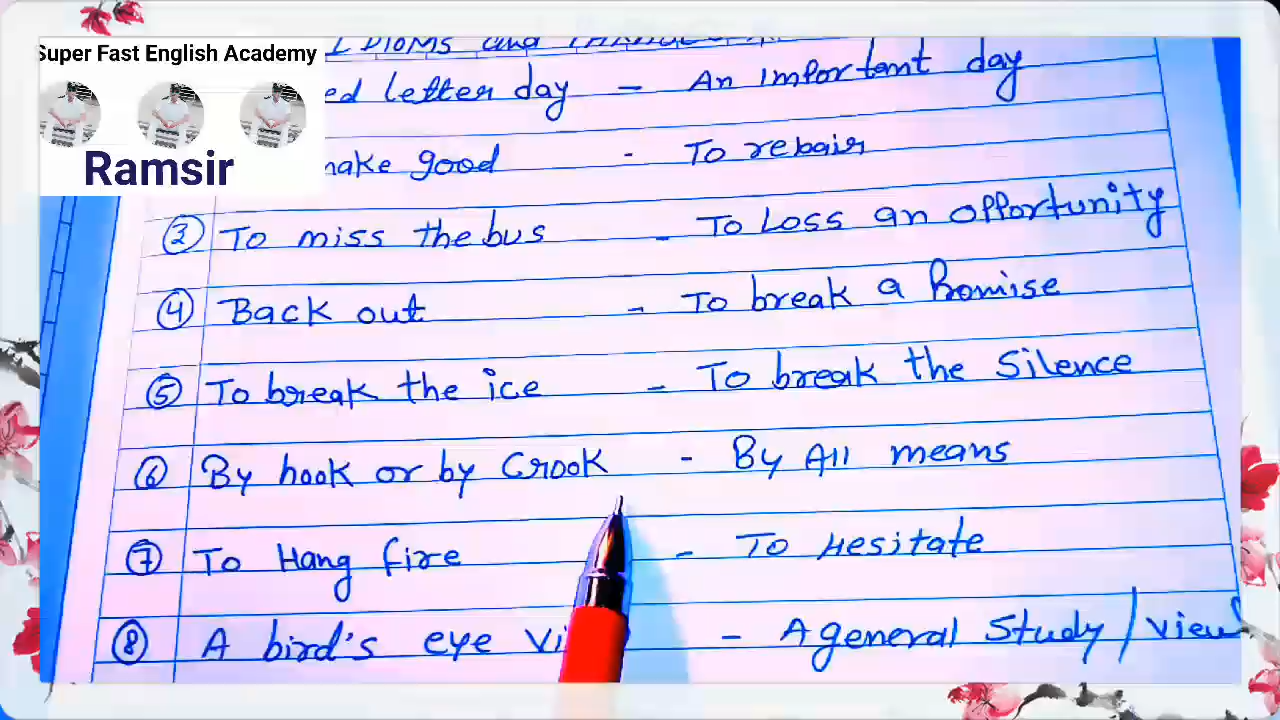 Super Fast English Academy
Ramsir
IDIOMS and
ed letter day - An important day
make good - To repair
③ To miss the bus - To Loss an opportunity
④ Back out - To break a Promise
⑤ To break the ice - To break the Silence
⑥ By hook or by Crook - By All means
⑦ To Hang fire - To Hesitate
⑧ A bird's eye Vi - A general Study/view